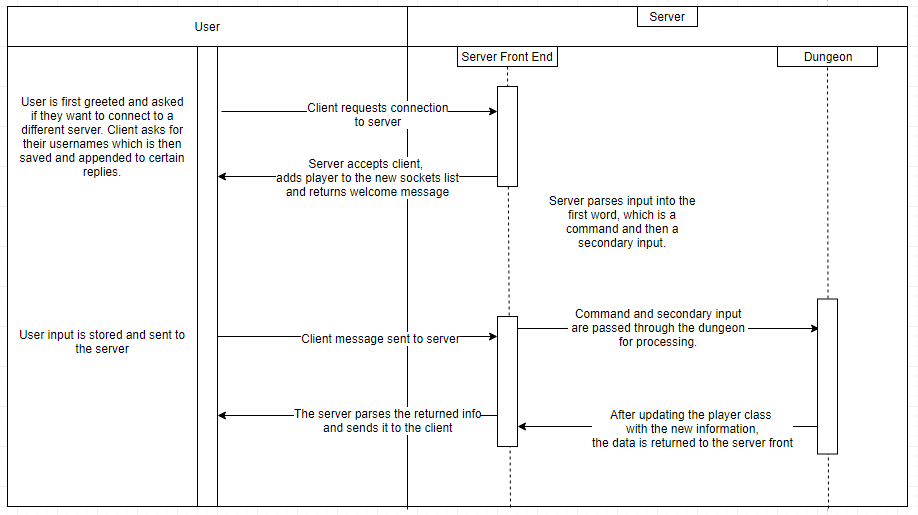 User
Server
Server Front End
Dungeon
User is first greeted and asked
if they want to connect to a
different server. Client asks for
their usernames which is then
saved and appended to certain
replies.
Client requests connection
to server
Server accepts client,
adds player to the new sockets list
and returns welcome message
Server parses input into the
first word, which is a
command and then a
secondary input.
User input is stored and sent to
the server
Client message sent to server
Command and secondary input
are passed through the dungeon
for processing.
The server parses the returned info
and sends it to the client
After updating the player class
with the new information,
the data is returned to the server front